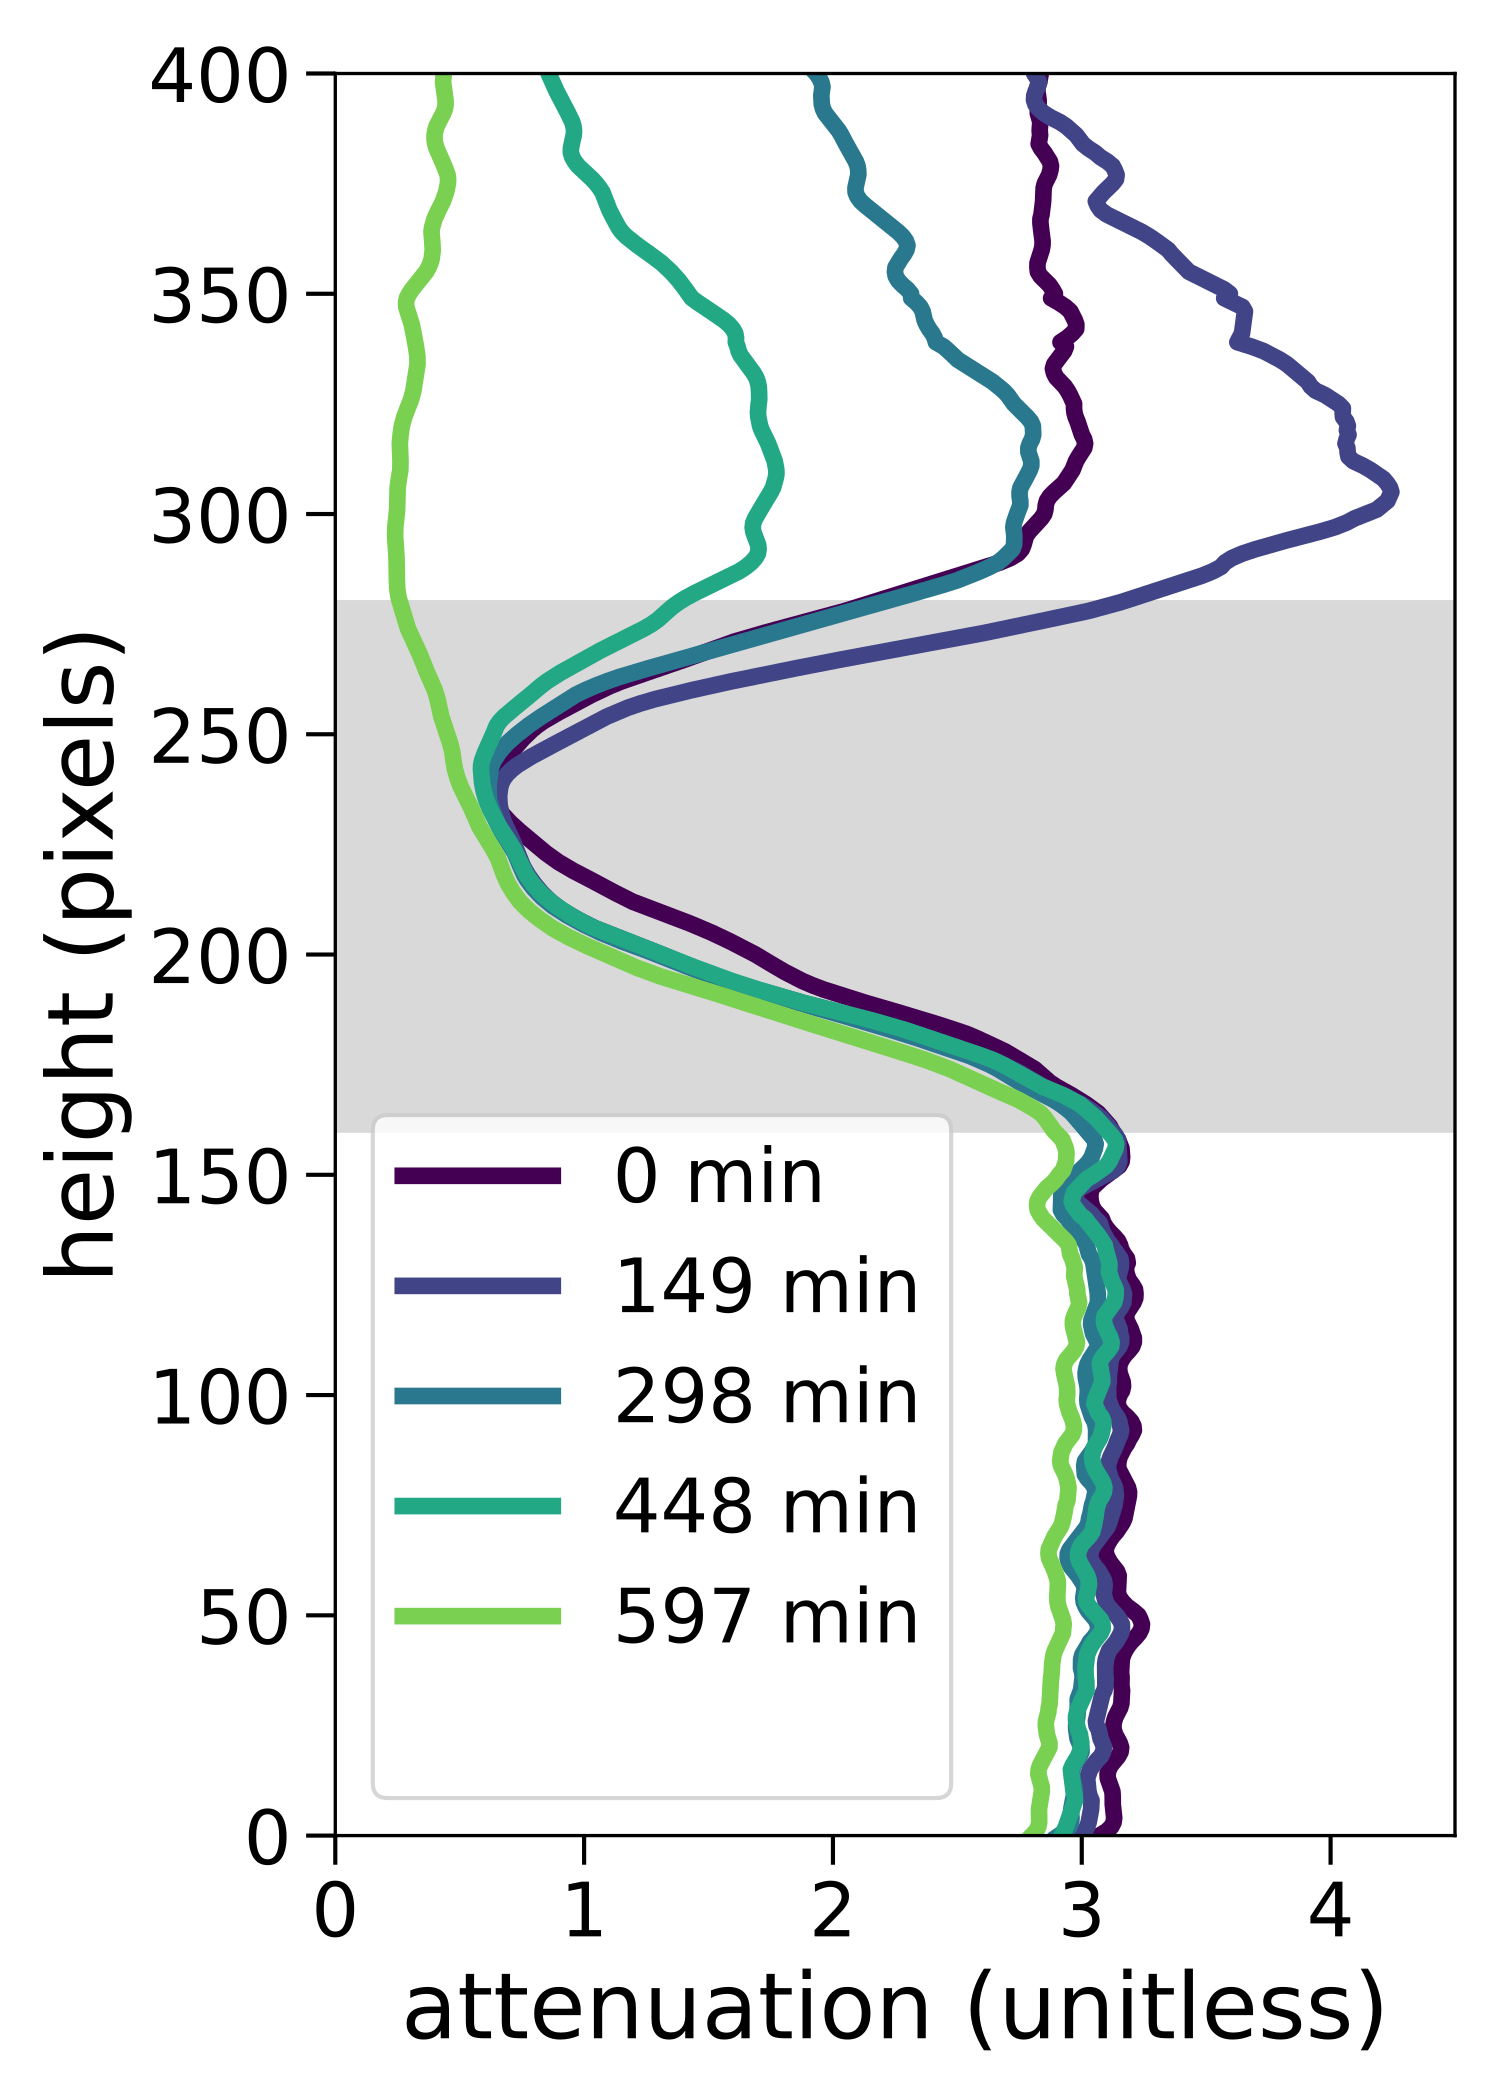 400
350
300
250
200
150
100
50
0
height (pixels)
0 min
149 min
298 min
448 min
597 min
0 1 2 3 4
attenuation (unitless)